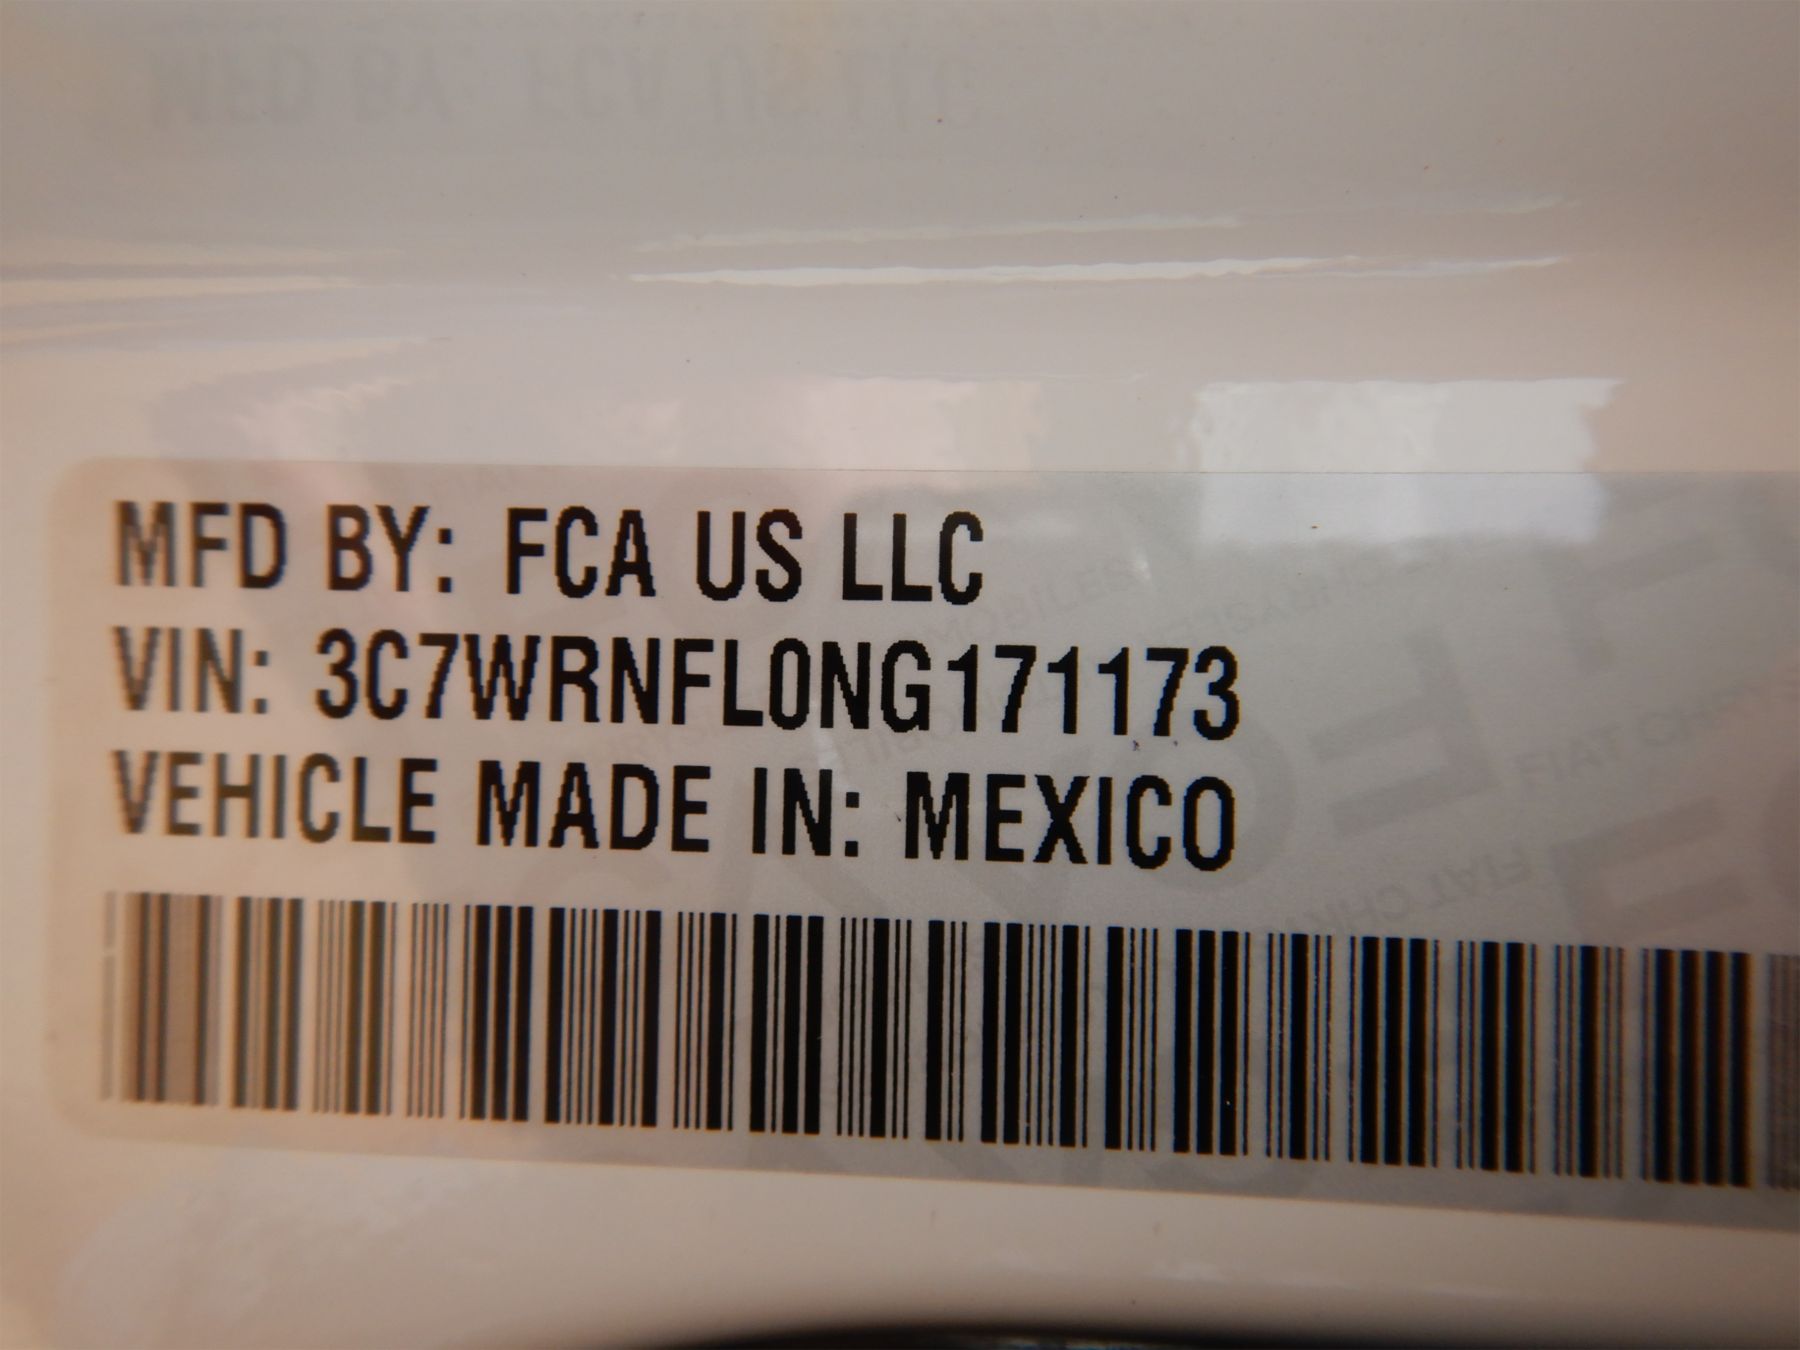 MFD BY: FCA US LLC
VIN: 3C7WRNFL0NG171173
VEHICLE MADE IN: MEXICO